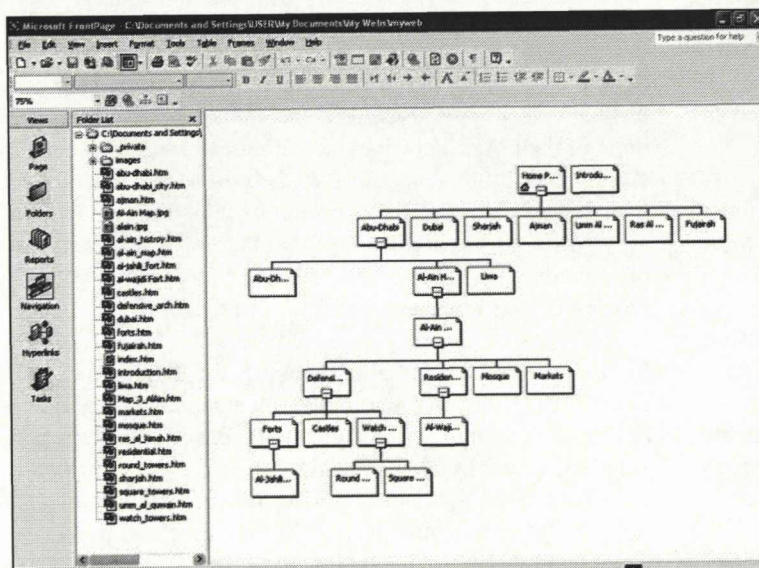 Microsoft FrontPage - C:\Documents and Settings\USER\My Documents\My Webs\myweb
File Edit View Insert Format Tools Table Frames Window Help
Type a question for help
75%
Views
Folder List
C:\Documents and Settings\
_private
images
abu-dhabi.htm
abu-dhabi_city.htm
ajman.htm
Al-Ain Map.jpg
alain.jpg
al-ain_histroy.htm
al-ain_map.htm
al-jahili_fort.htm
al-wajidi Fort.htm
castles.htm
defensive_arch.htm
dubai.htm
forts.htm
fujairah.htm
index.htm
introduction.htm
liwa.htm
Map_3_AlAin.htm
markets.htm
mosque.htm
residential.htm
round_towers.htm
sharjah.htm
square_towers.htm
umm_al_quwain.htm
watch_towers.htm
Page
Folders
Reports
Navigation
Hyperlinks
Tasks
Home P... Introdu...
Abu-Dhabi Dubai Sharjah Ajman Umm Al ... Ras Al ... Fujairah
Abu-Dh... Al-Ain M... Liwa
Al-Ain ...
Defensi... Residen... Mosque Markets
Forts Castles Watch ... Al-Waji...
Al-Jahili... Round ... Square ...